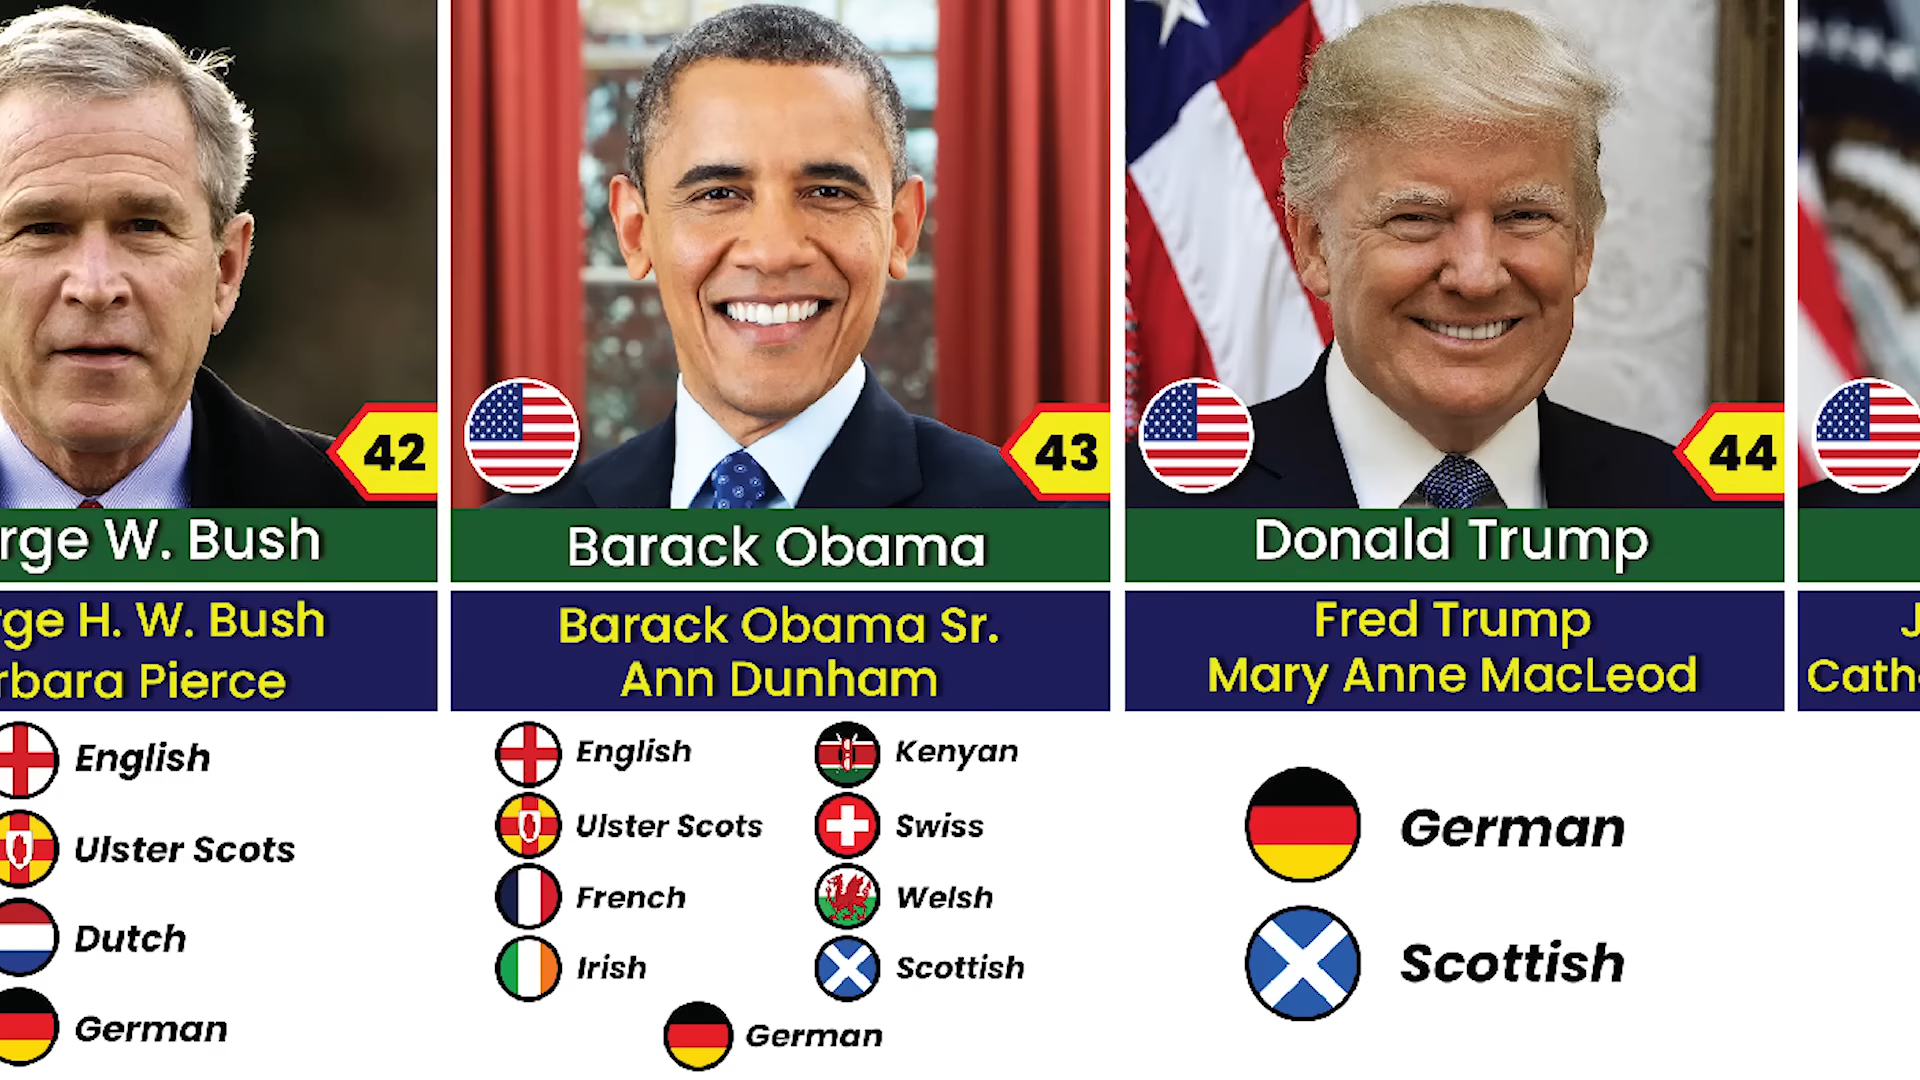 42
43
44
rge W. Bush
Barack Obama
Donald Trump
rge H. W. Bush
rbara Pierce
Barack Obama Sr.
Ann Dunham
Fred Trump
Mary Anne MacLeod
J
Cath
English
Ulster Scots
Dutch
German
English
Kenyan
Ulster Scots
Swiss
French
Welsh
Irish
Scottish
German
German
Scottish